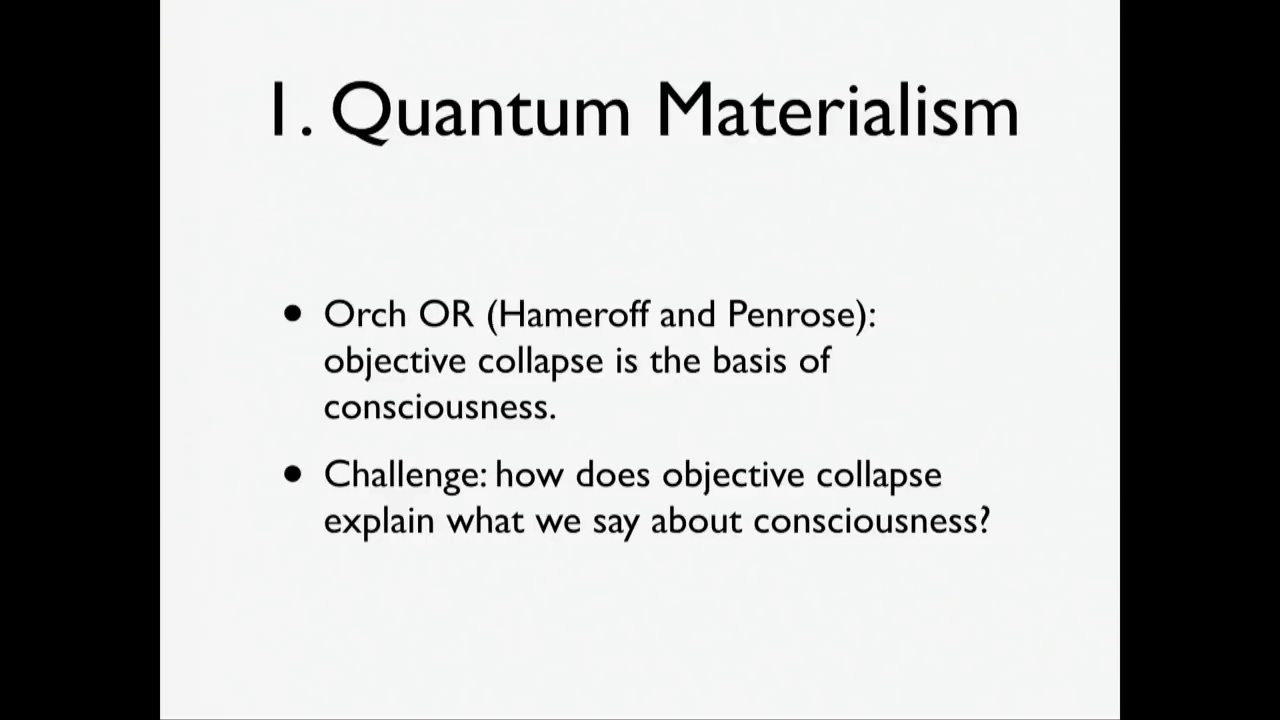 1. Quantum Materialism
• Orch OR (Hameroff and Penrose):
objective collapse is the basis of
consciousness.
• Challenge: how does objective collapse
explain what we say about consciousness?